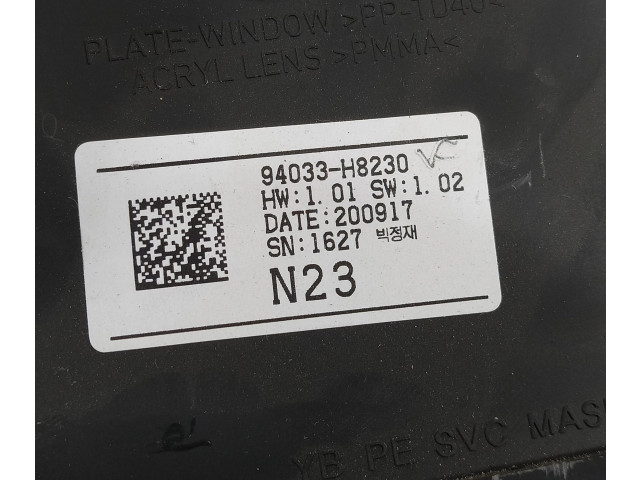 PLATE-WINDOW >PP-TD40<
ACRYL LENS >PMMA<
94033-H8230
HW:1.01 SW:1.02
DATE:200917
SN:1627 빅정재
N23
YB PE SVC MAS